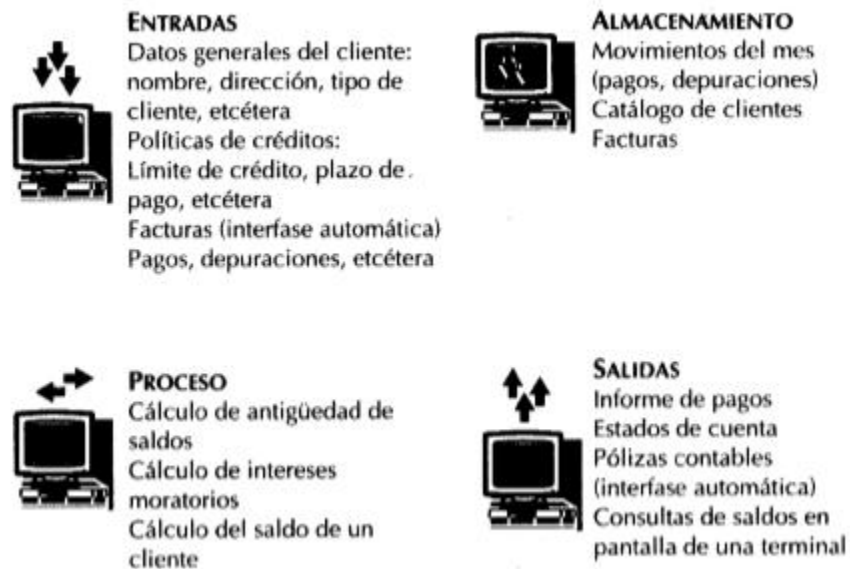 ENTRADAS
Datos generales del cliente:
nombre, dirección, tipo de
cliente, etcétera
Políticas de créditos:
Límite de crédito, plazo de.
pago, etcétera
Facturas (interfase automática)
Pagos, depuraciones, etcétera
ALMACENAMIENTO
Movimientos del mes
(pagos, depuraciones)
Catálogo de clientes
Facturas
PROCESO
Cálculo de antigüedad de
saldos
Cálculo de intereses
moratorios
Cálculo del saldo de un
cliente
SALIDAS
Informe de pagos
Estados de cuenta
Pólizas contables
(interfase automática)
Consultas de saldos en
pantalla de una terminal